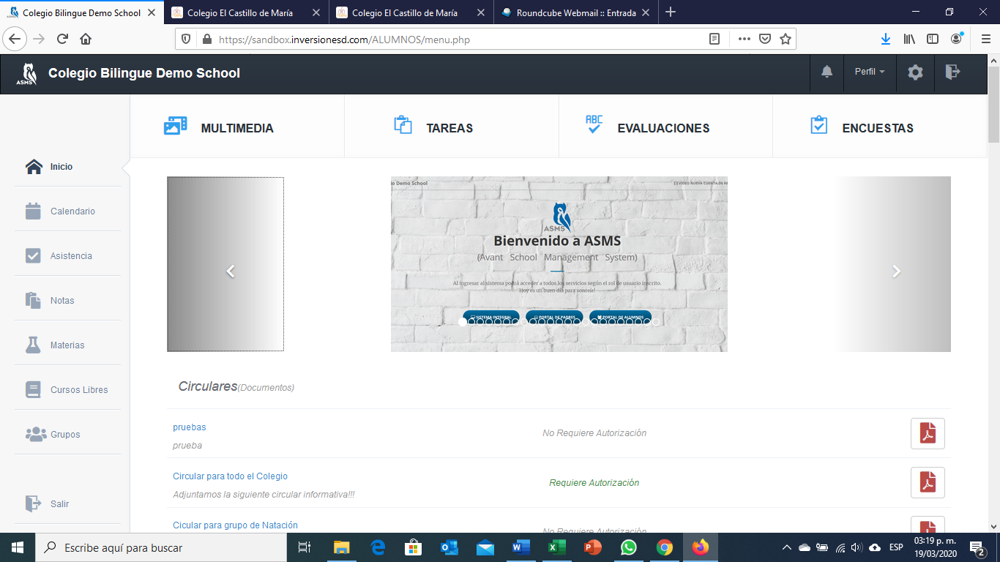 Colegio Bilingue Demo School
Colegio El Castillo de María
Colegio El Castillo de María
Roundcube Webmail :: Entrada
https://sandbox.inversionesd.com/ALUMNOS/menu.php
ASMS
Colegio Bilingue Demo School
Perfil
MULTIMEDIA
TAREAS
ABC
EVALUACIONES
ENCUESTAS
Inicio
Calendario
Asistencia
Notas
Materias
Cursos Libres
Grupos
Salir
io Demo School
VIDEO NUEVA CUENTA DE PA
ASMS
Bienvenido a ASMS
(Avant School Management System)
Al ingresar al sistema podrá acceder a todos los servicios según el rol de usuario inscrito.
Hoy es un buen día para sonreír!
SISTEMA INTEGRAL
PORTAL DE PADRES
PORTAL DE ALUMNOS
Circulares(Documentos)
pruebas
No Requiere Autorización
prueba
Circular para todo el Colegio
Requiere Autorización
Adjuntamos la siguiente circular informativa!!!
Cicular para grupo de Natación
No Requiere Autorización
Escribe aquí para buscar
ESP
03:19 p. m.
19/03/2020
2